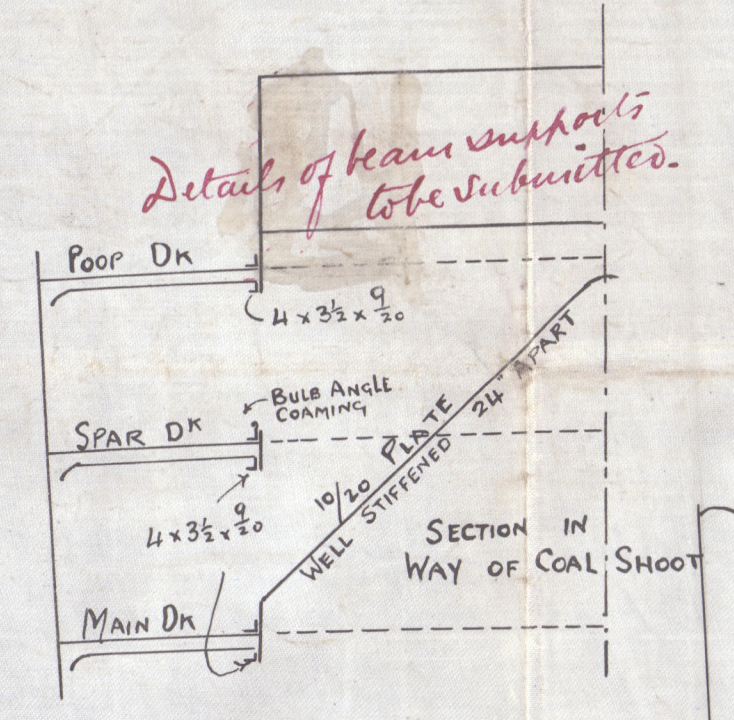 Details of beam supports
to be submitted.
POOP DK
4 x 3½ x 9/20
BULB ANGLE
COAMING
SPAR DK
10/20 PLATE
24" APART
WELL STIFFENED
4 x 3½ x 9/20
SECTION IN
WAY OF COAL SHOOT
MAIN DK